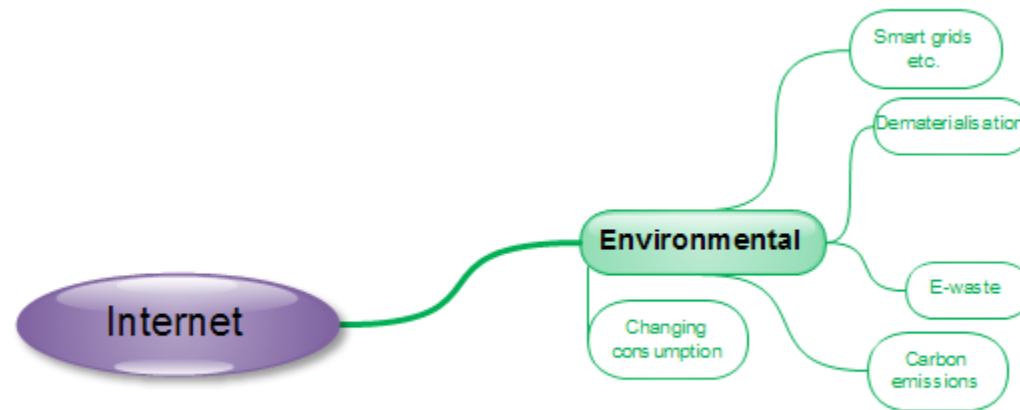 Smart grids
etc.
Dematerialisation
Environmental
E-waste
Internet
Changing
consumption
Carbon
emissions